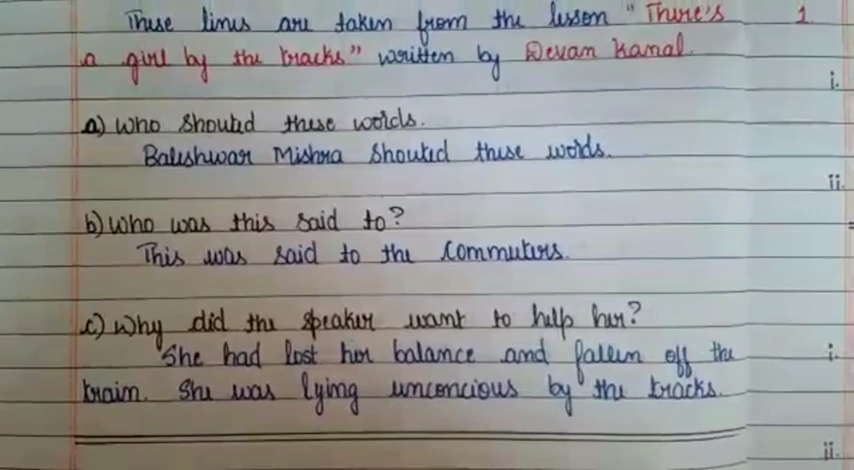 These lines are taken from the lesson "There's
a girl by the tracks" written by Devan Kanal.
a) Who shouted these words.
Baleshwar Mishra shouted these words.
b) Who was this said to?
This was said to the commuters.
c) Why did the speaker want to help her?
She had lost her balance and fallen off the
train. She was lying unconcious by the tracks.
1.
i.
ii.
i.
ii.